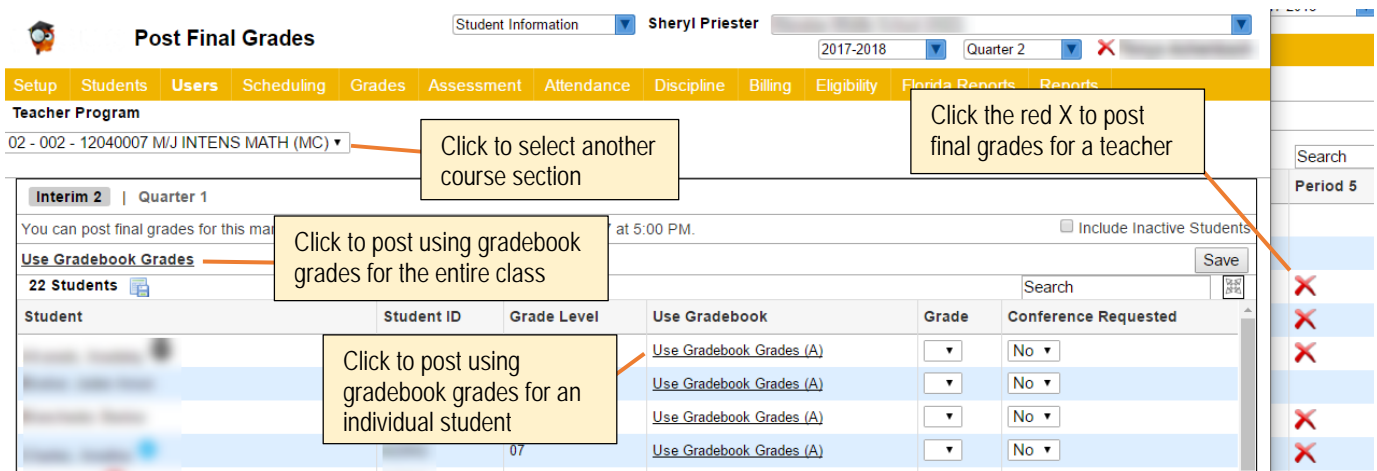 Post Final Grades
Student Information
Sheryl Priester
2017-2018
Quarter 2
Setup Students Users Scheduling Grades Assessment Attendance Discipline Billing Eligibility Florida Reports Reports
Teacher Program
02 - 002 - 12040007 M/J INTENS MATH (MC)
Click to select another
course section
Click the red X to post
final grades for a teacher
Search
Period 5
Interim 2 | Quarter 1
You can post final grades for this mar
7 at 5:00 PM.
Include Inactive Students
Click to post using gradebook
grades for the entire class
Use Gradebook Grades
Save
22 Students
Search
Student Student ID Grade Level Use Gradebook Grade Conference Requested
Click to post using
gradebook grades for an
individual student
Use Gradebook Grades (A) No
Use Gradebook Grades (A) No
Use Gradebook Grades (A) No
07 Use Gradebook Grades (A) No